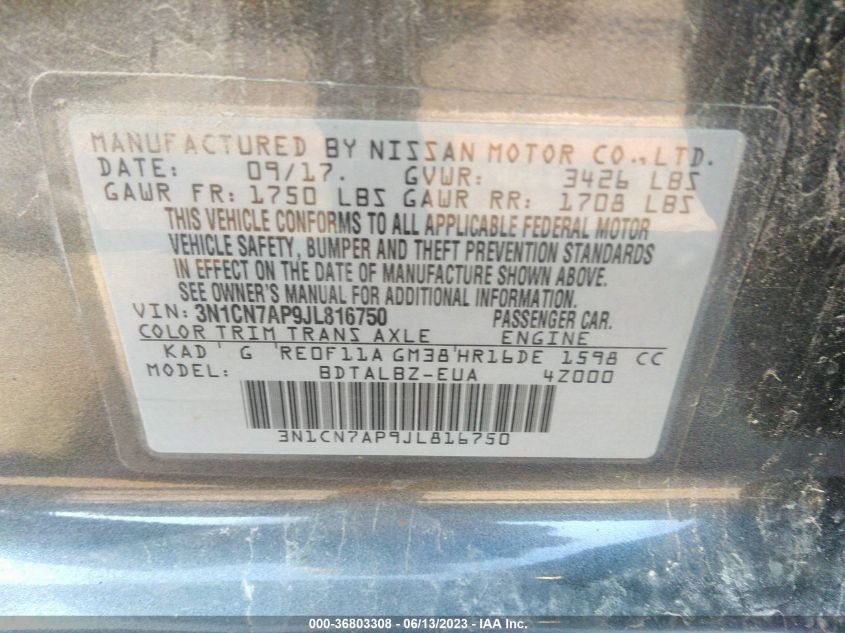 MANUFACTURED BY NISSAN MOTOR CO., LTD.
DATE: 09/17. GVWR: 3426 LBS
GAWR FR: 1750 LBS GAWR RR: 1708 LBS
THIS VEHICLE CONFORMS TO ALL APPLICABLE FEDERAL MOTOR
VEHICLE SAFETY, BUMPER AND THEFT PREVENTION STANDARDS
IN EFFECT ON THE DATE OF MANUFACTURE SHOWN ABOVE.
SEE OWNER'S MANUAL FOR ADDITIONAL INFORMATION
VIN: 3N1CN7AP9JL816750 PASSENGER CAR.
COLOR TRIM TRANS AXLE ENGINE
KAD G RE0F11A GM38 HR16DE 1598 CC
MODEL: BDTALBZ-EUA 4Z000
3N1CN7AP9JL816750
000-36803308 - 06/13/2023 - IAA Inc.